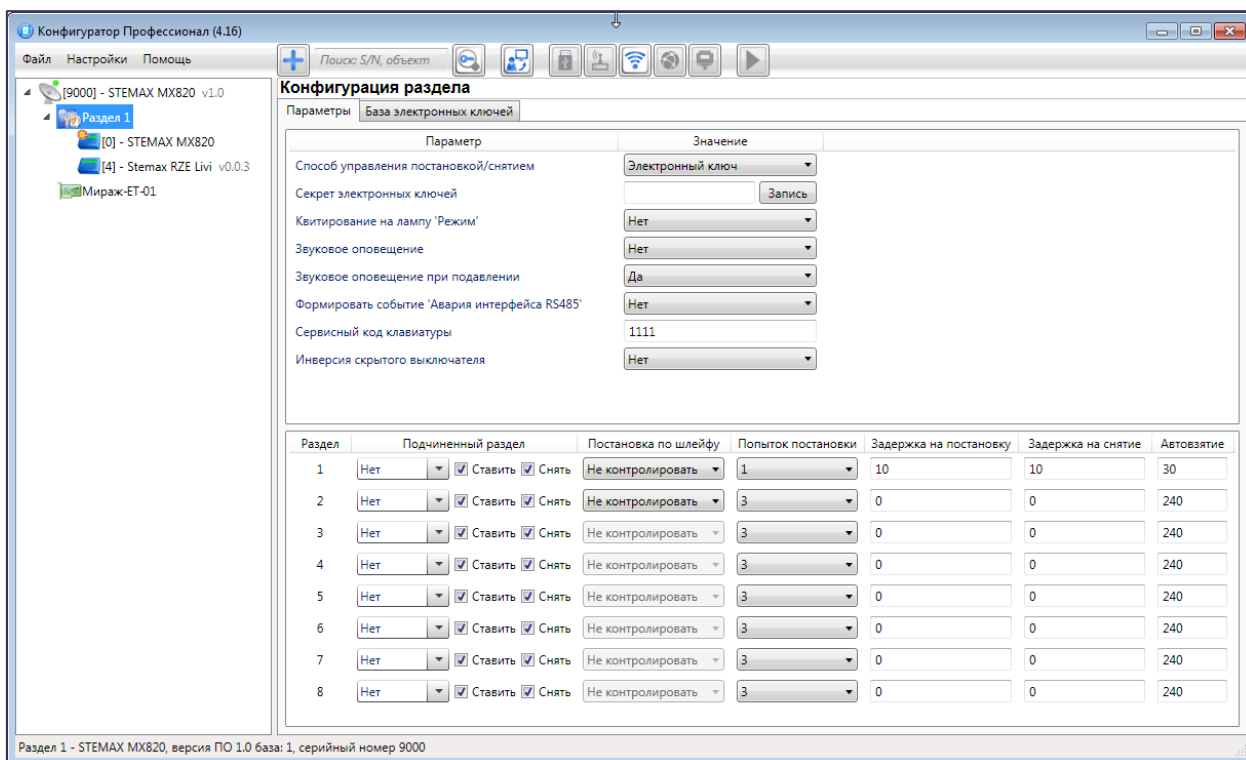 Конфигуратор Профессионал (4.16)
Файл Настройки Помощь
Поиск: S/N, объект
[9000] - STEMAX MX820 v1.0
Раздел 1
[0] - STEMAX MX820
[4] - Stemax RZE Livi v0.0.3
Мираж-ET-01
Конфигурация раздела
Параметры База электронных ключей
Параметр Значение
Способ управления постановкой/снятием Электронный ключ
Секрет электронных ключей Запись
Квитирование на лампу 'Режим' Нет
Звуковое оповещение Нет
Звуковое оповещение при подавлении Да
Формировать событие 'Авария интерфейса RS485' Нет
Сервисный код клавиатуры 1111
Инверсия скрытого выключателя Нет
Раздел Подчиненный раздел Постановка по шлейфу Попыток постановки Задержка на постановку Задержка на снятие Автовзятие
1 Нет Ставить Снять Не контролировать 1 10 10 30
2 Нет Ставить Снять Не контролировать 3 0 0 240
3 Нет Ставить Снять Не контролировать 3 0 0 240
4 Нет Ставить Снять Не контролировать 3 0 0 240
5 Нет Ставить Снять Не контролировать 3 0 0 240
6 Нет Ставить Снять Не контролировать 3 0 0 240
7 Нет Ставить Снять Не контролировать 3 0 0 240
8 Нет Ставить Снять Не контролировать 3 0 0 240
Раздел 1 - STEMAX MX820, версия ПО 1.0 база: 1, серийный номер 9000